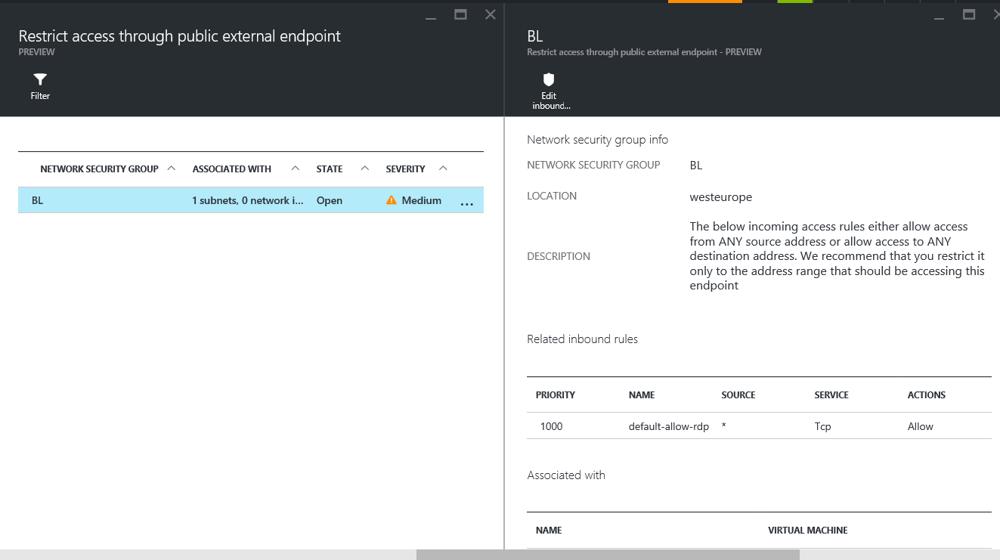 Restrict access through public external endpoint
PREVIEW
Filter
NETWORK SECURITY GROUP ASSOCIATED WITH STATE SEVERITY
BL 1 subnets, 0 network i... Open Medium ...
BL
Restrict access through public external endpoint - PREVIEW
Edit
inbound...
Network security group info
NETWORK SECURITY GROUP BL
LOCATION westeurope
DESCRIPTION
The below incoming access rules either allow access
from ANY source address or allow access to ANY
destination address. We recommend that you restrict it
only to the address range that should be accessing this
endpoint
Related inbound rules
PRIORITY NAME SOURCE SERVICE ACTIONS
1000 default-allow-rdp * Tcp Allow
Associated with
NAME VIRTUAL MACHINE